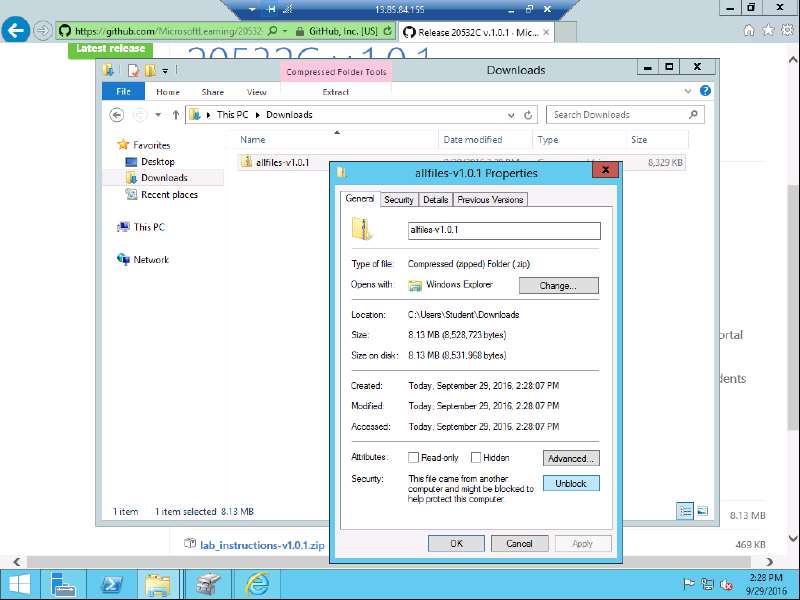 13.85.84.155
https://github.com/MicrosoftLearning/20532
GitHub, Inc. [US]
Release 20532C v.1.0.1 - Mic...
Latest release
20532C v.1.0.1
Compressed Folder Tools
Downloads
File
Home
Share
View
Extract
This PC
Downloads
Search Downloads
Name
Date modified
Type
Size
Favorites
Desktop
Downloads
Recent places
This PC
Network
allfiles-v1.0.1
8,329 KB
allfiles-v1.0.1 Properties
General
Security
Details
Previous Versions
allfiles-v1.0.1
Type of file: Compressed (zipped) Folder (.zip)
Opens with: Windows Explorer
Change...
Location: C:\Users\Student\Downloads
Size: 8.13 MB (8,528,723 bytes)
Size on disk: 8.13 MB (8,531,968 bytes)
Created: Today, September 29, 2016, 2:28:07 PM
Modified: Today, September 29, 2016, 2:28:07 PM
Accessed: Today, September 29, 2016, 2:28:07 PM
Attributes: Read-only Hidden
Advanced...
Security: This file came from another
computer and might be blocked to
help protect this computer.
Unblock
OK
Cancel
Apply
1 item
1 item selected 8.13 MB
ortal
dents
8.13 MB
lab_instructions-v1.0.1.zip
469 KB
2:28 PM
9/29/2016